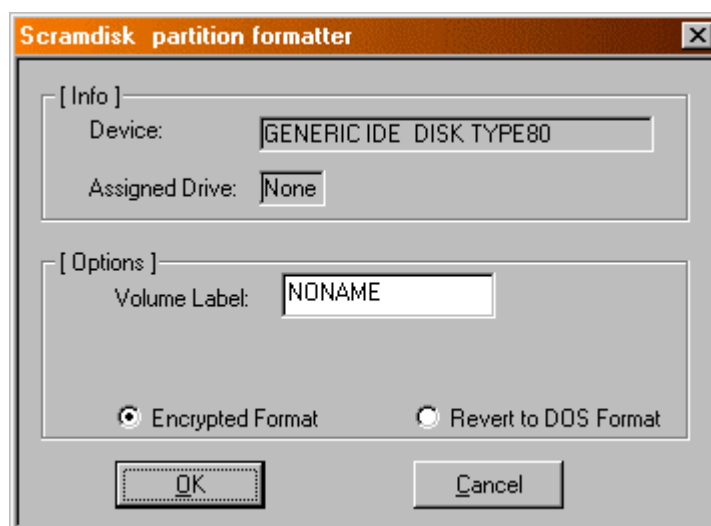 Scramdisk partition formatter
[ Info ]
Device: GENERIC IDE DISK TYPE80
Assigned Drive: None
[ Options ]
Volume Label: NONAME
Encrypted Format Revert to DOS Format
OK Cancel